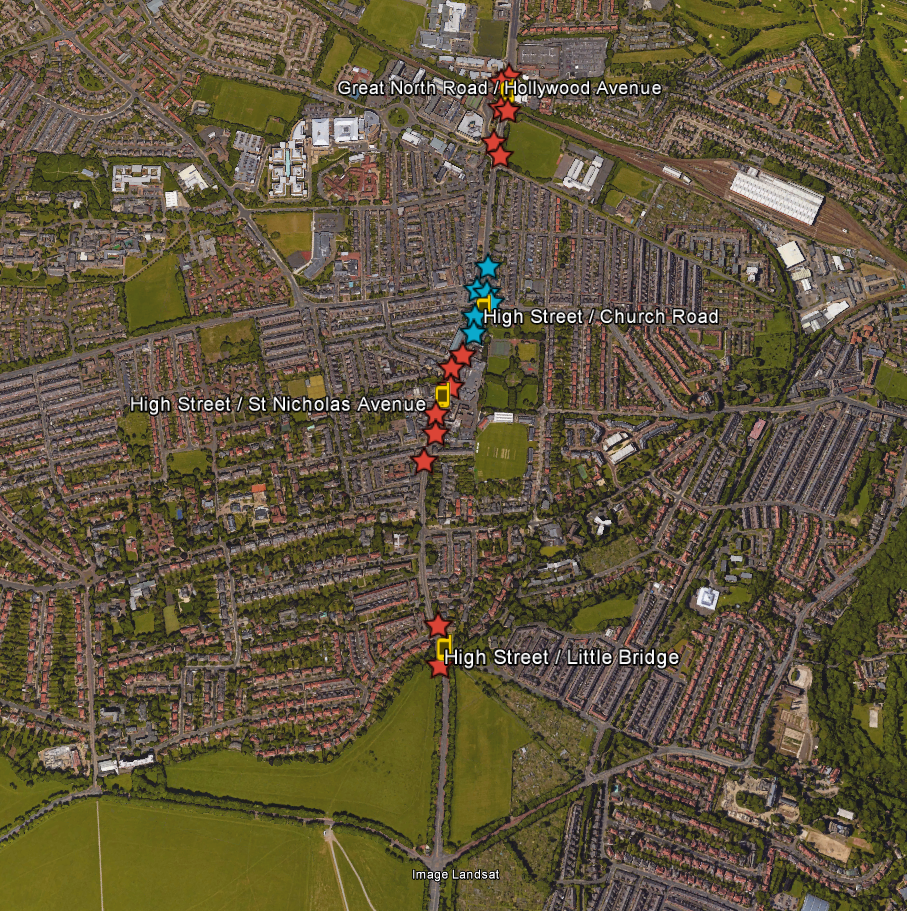 Great North Road / Hollywood Avenue
High Street / Church Road
High Street / St Nicholas Avenue
High Street / Little Bridge
Image Landsat